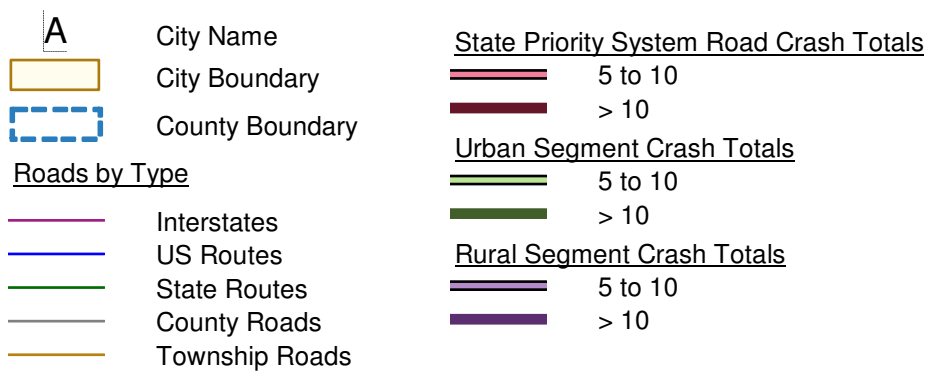 A
City Name
City Boundary
County Boundary
Roads by Type
Interstates
US Routes
State Routes
County Roads
Township Roads
State Priority System Road Crash Totals
5 to 10
> 10
Urban Segment Crash Totals
5 to 10
> 10
Rural Segment Crash Totals
5 to 10
> 10